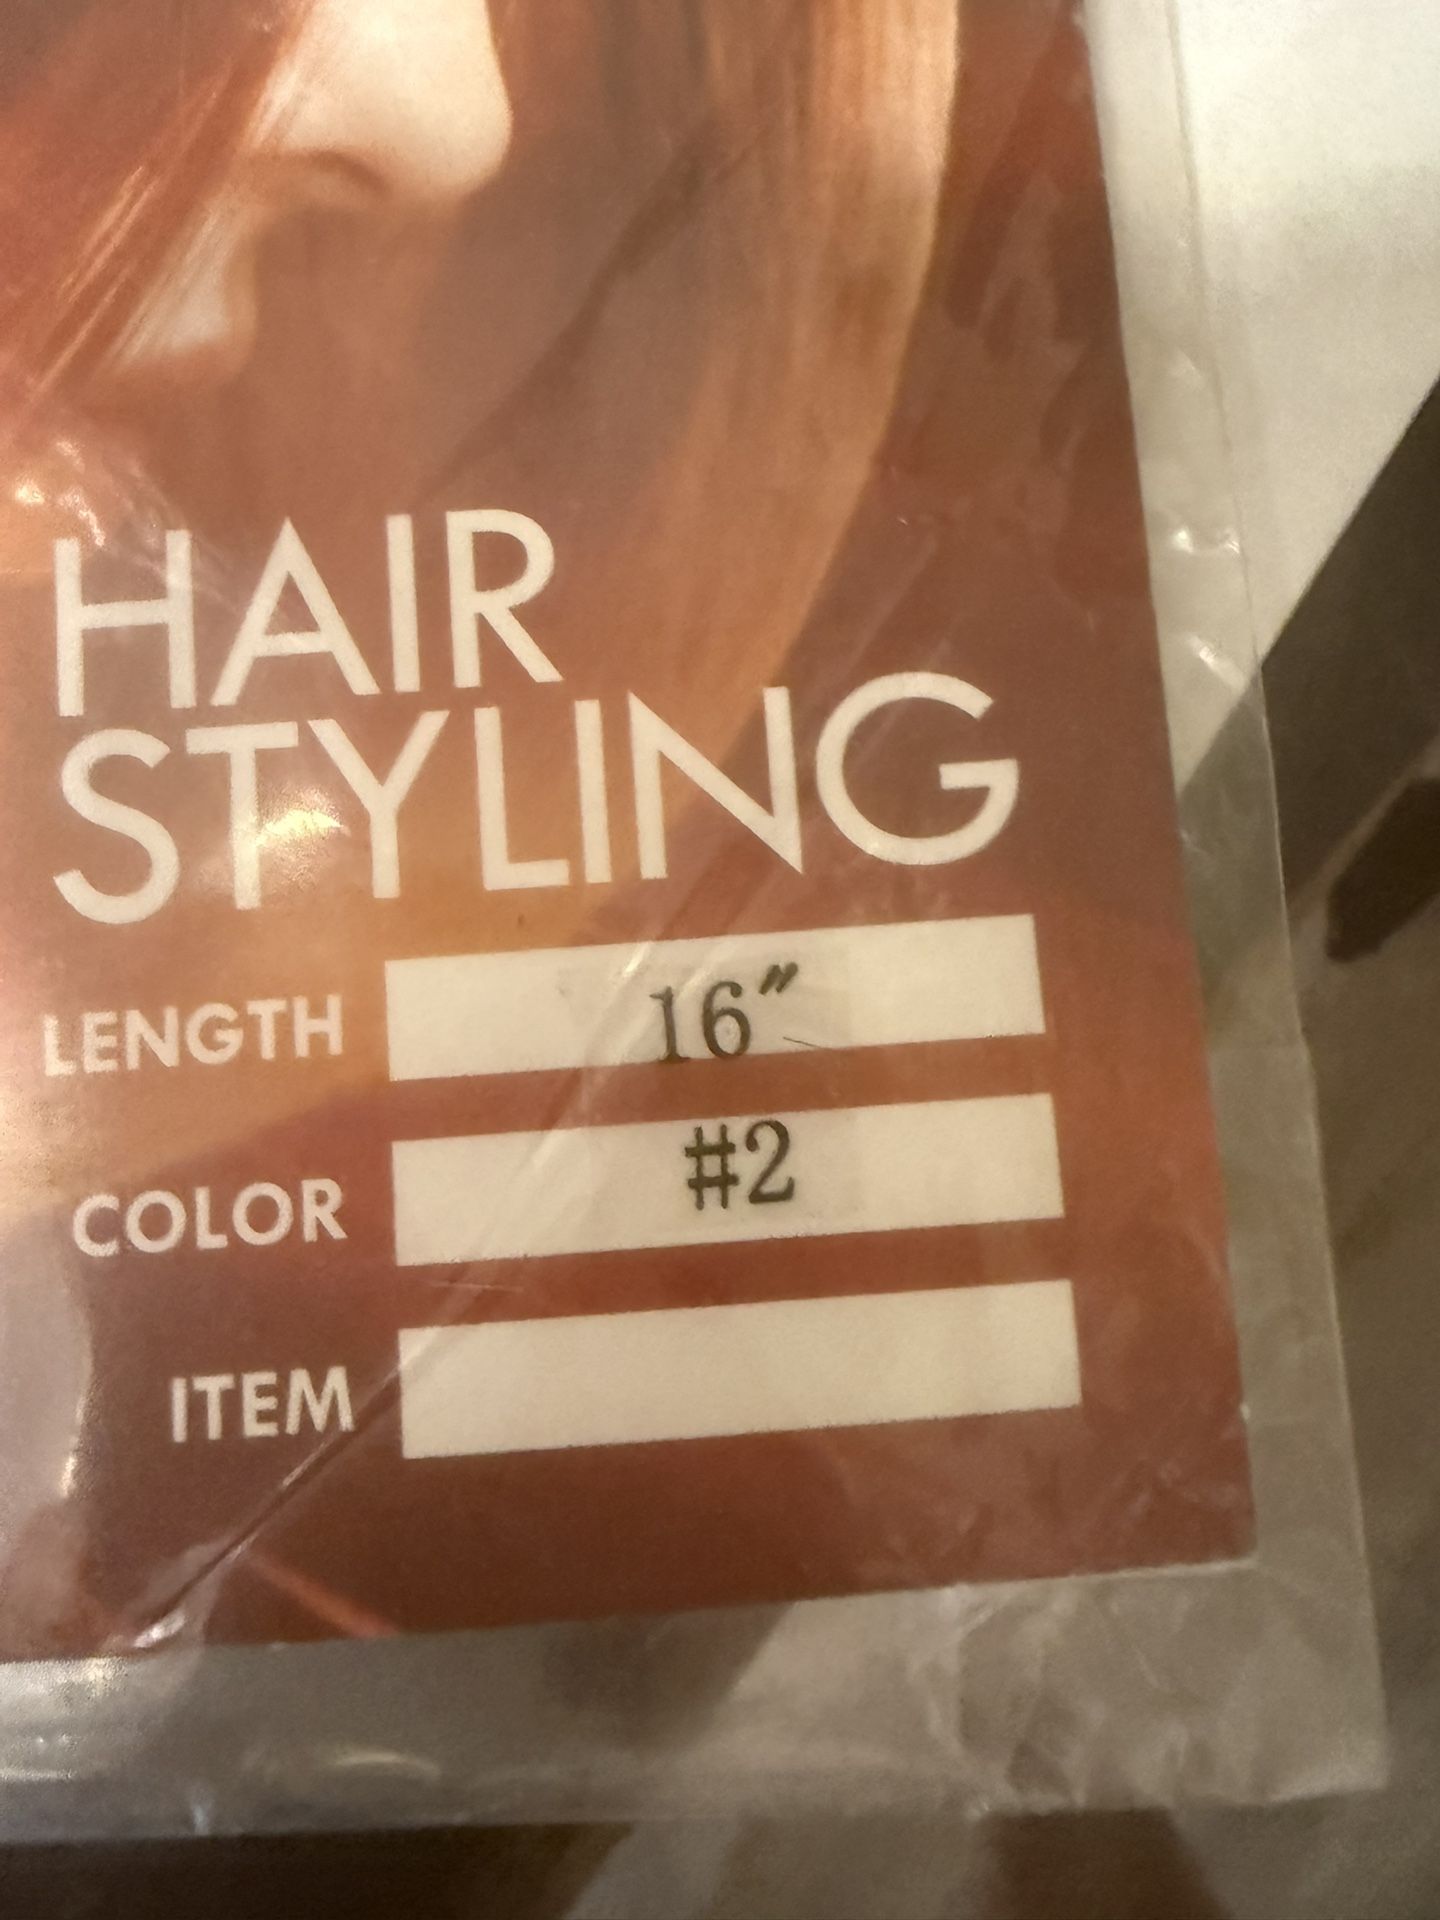 HAIR
STYLING
LENGTH 16"
COLOR #2
ITEM